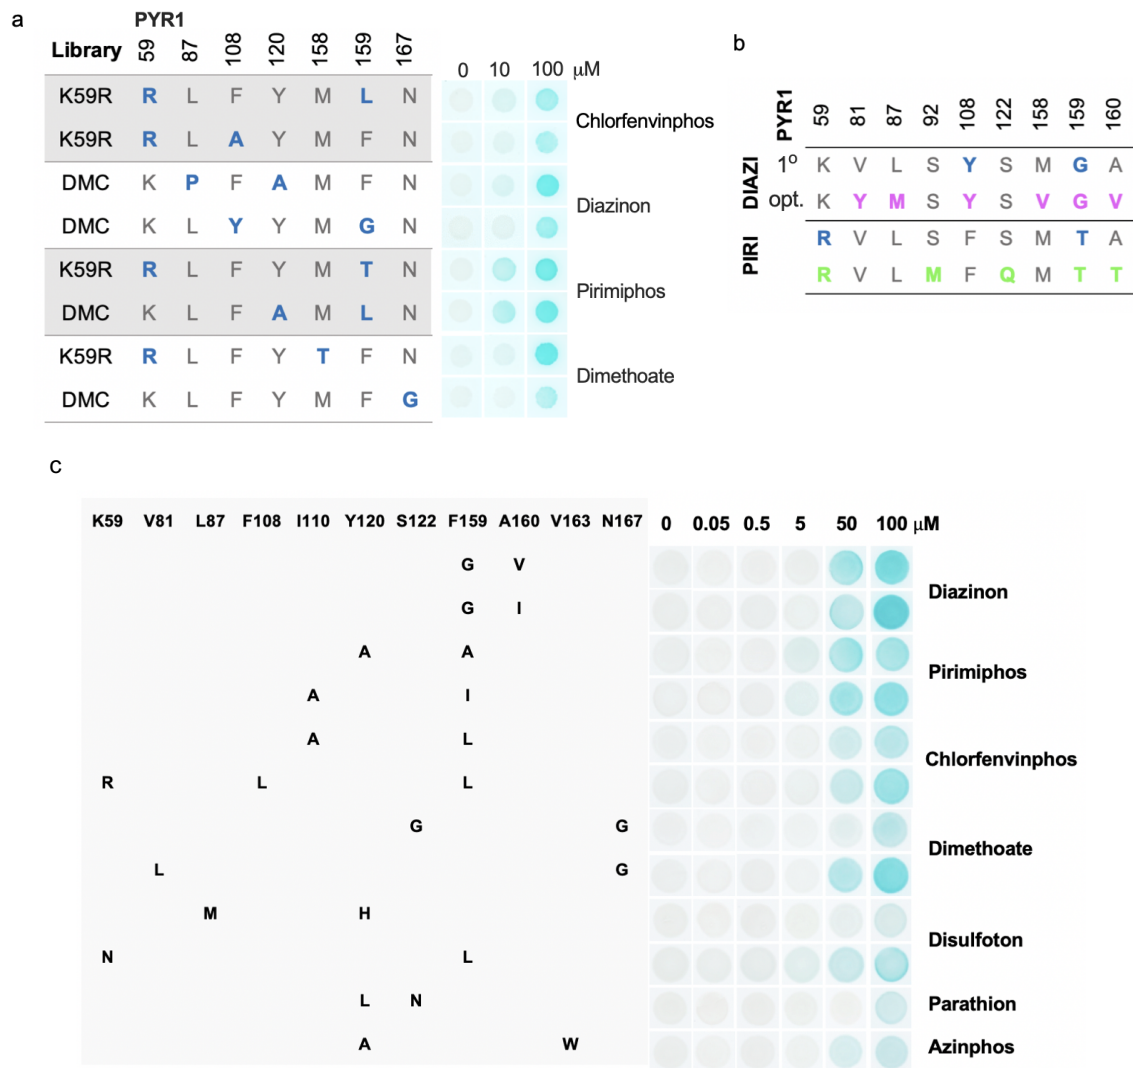 a
PYR1
Library 59 87 108 120 158 159 167
0 10 100 μM
K59R R L F Y M L N
K59R R L A Y M F N
Chlorfenvinphos
DMC K P F A M F N
DMC K L Y Y M G N
Diazinon
K59R R L F Y M T N
DMC K L F A M L N
Pirimiphos
K59R R L F Y T F N
DMC K L F Y M F G
Dimethoate
b
PYR1 59 81 87 92 108 122 158 159 160
DIAZI
1º K V L S Y S M G A
opt. K Y M S Y S V G V
PIRI
R V L S F S M T A
R V L M F Q M T T
c
K59 V81 L87 F108 I110 Y120 S122 F159 A160 V163 N167 0 0.05 0.5 5 50 100 μM
G V
G I
Diazinon
A A
A I
Pirimiphos
A L
R L L
Chlorfenvinphos
G G
L G
Dimethoate
M H
N L
Disulfoton
L N Parathion
A W Azinphos